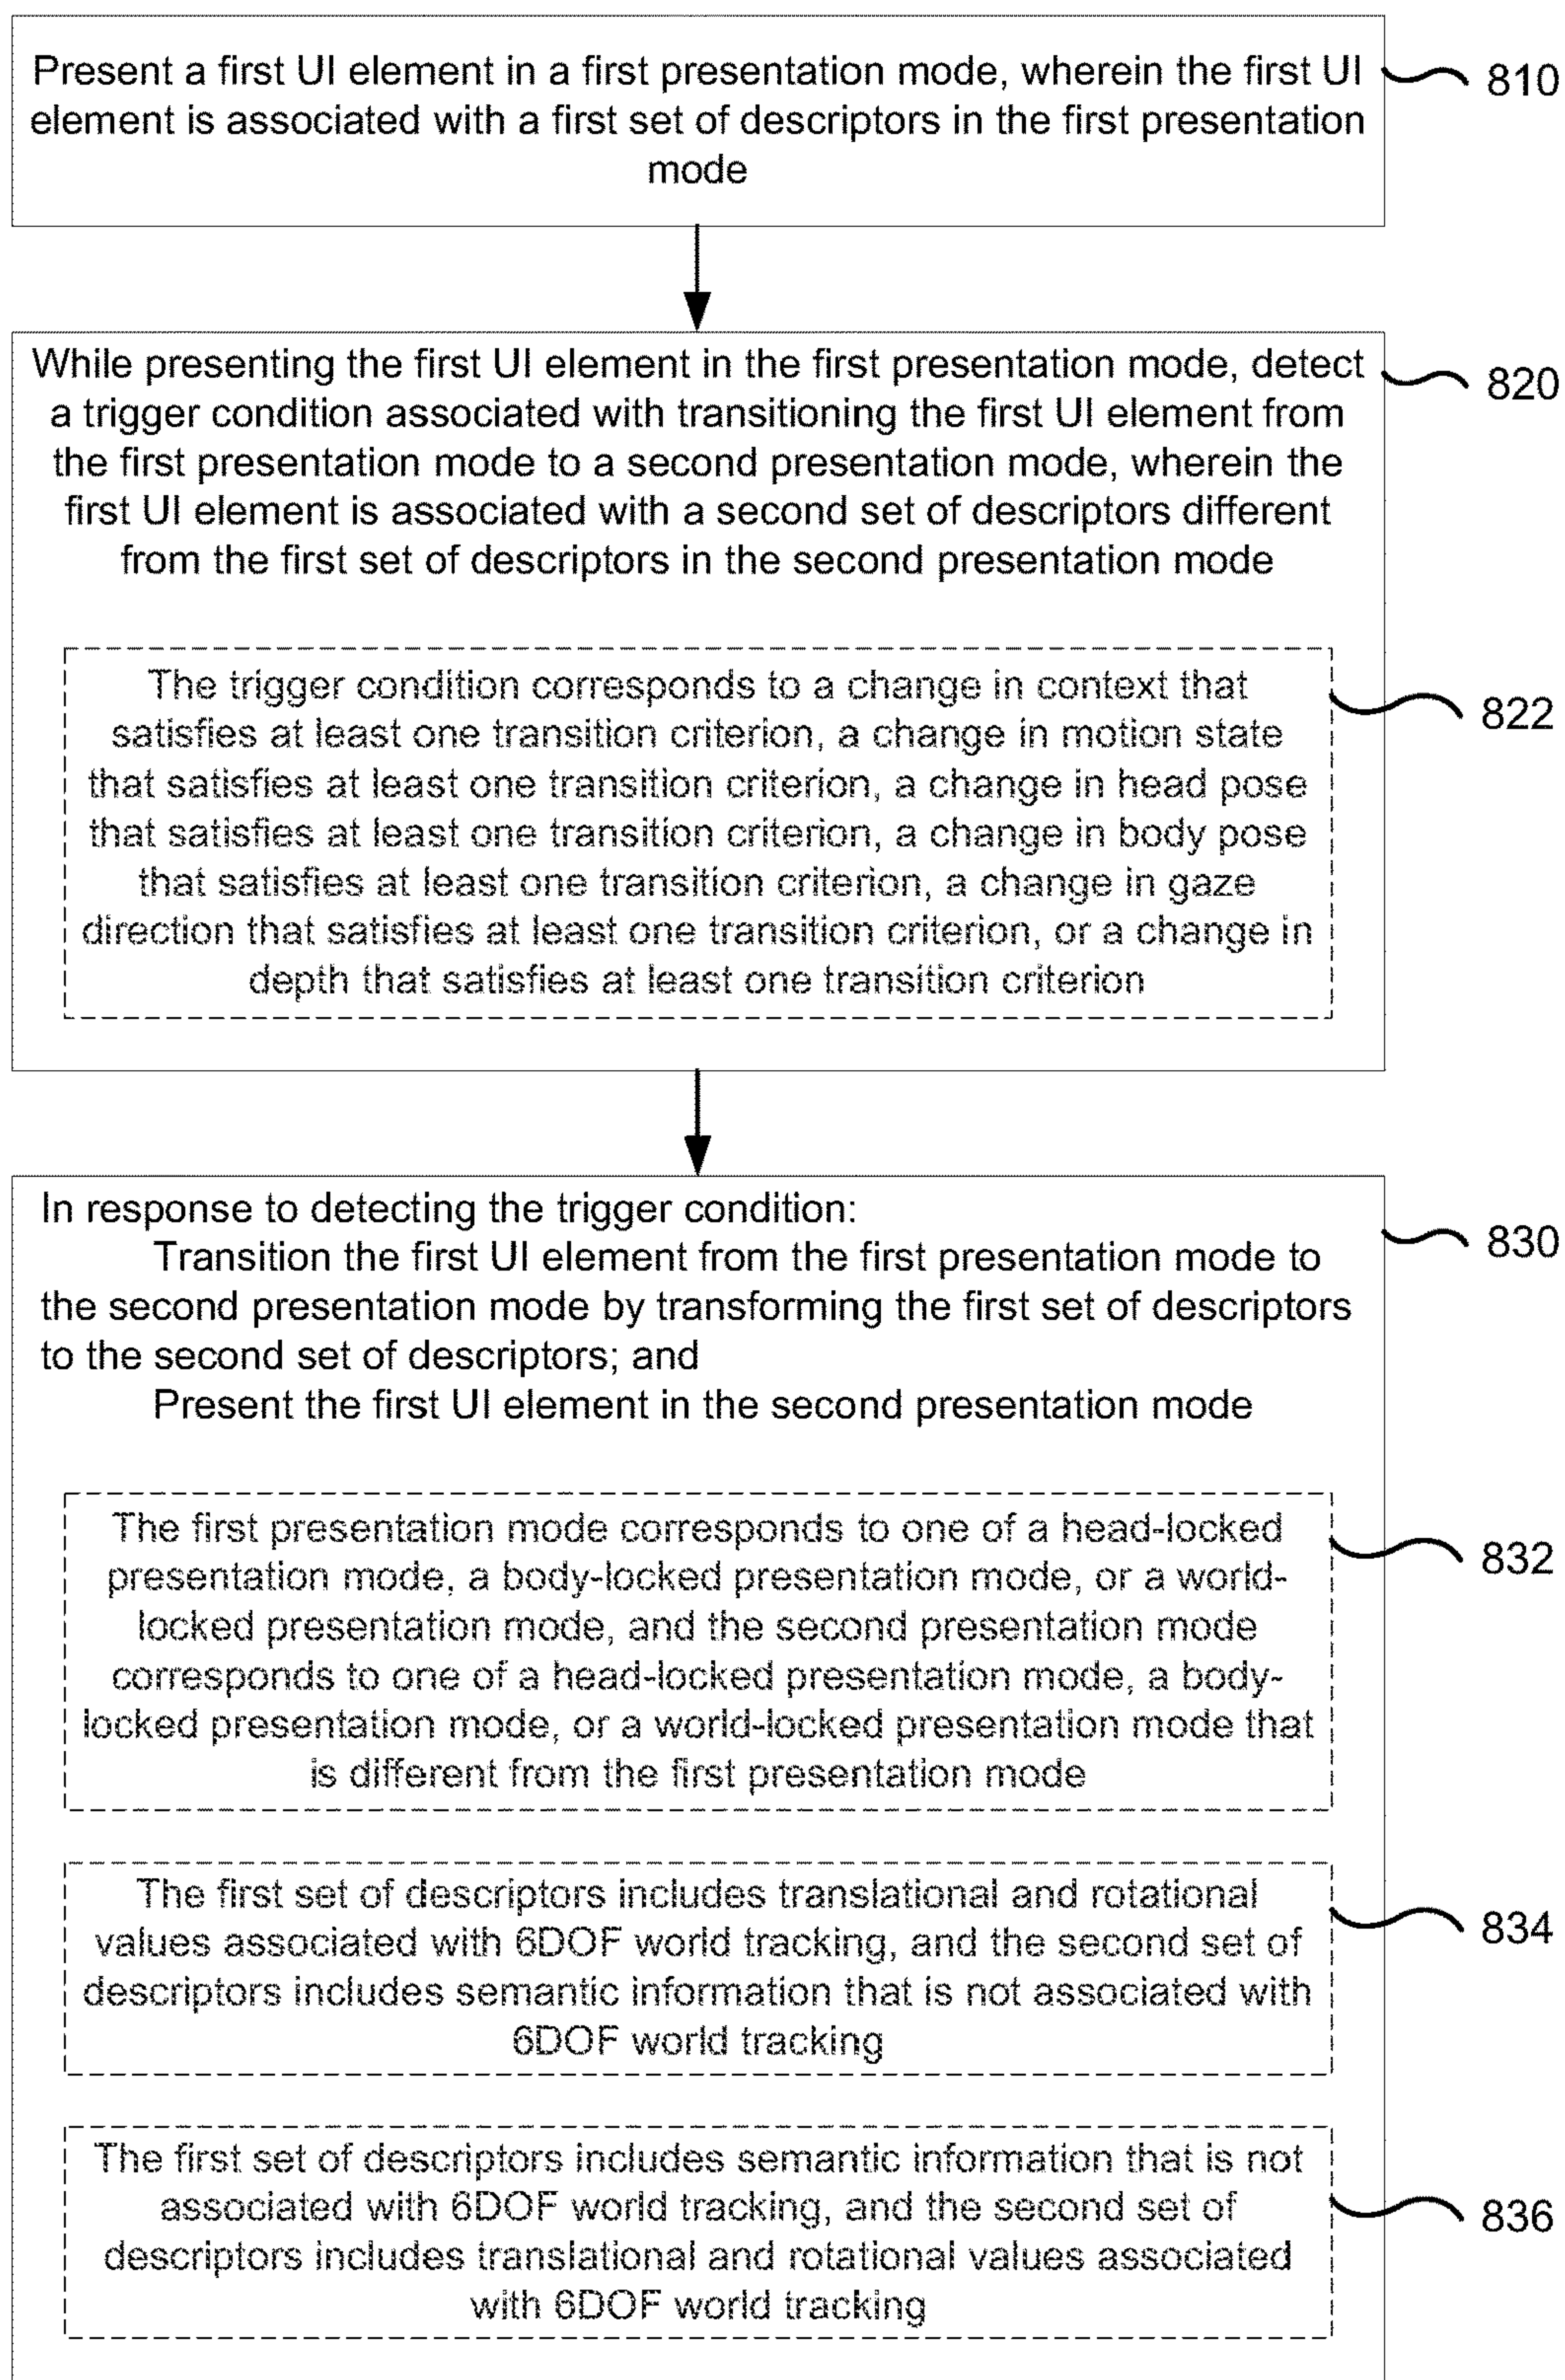 Present a first UI element in a first presentation mode, wherein the first UI
element is associated with a first set of descriptors in the first presentation
mode
810
While presenting the first UI element in the first presentation mode, detect
a trigger condition associated with transitioning the first UI element from
the first presentation mode to a second presentation mode, wherein the
first UI element is associated with a second set of descriptors different
from the first set of descriptors in the second presentation mode
820
The trigger condition corresponds to a change in context that
satisfies at least one transition criterion, a change in motion state
that satisfies at least one transition criterion, a change in head pose
that satisfies at least one transition criterion, a change in body pose
that satisfies at least one transition criterion, a change in gaze
direction that satisfies at least one transition criterion, or a change in
depth that satisfies at least one transition criterion
822
In response to detecting the trigger condition:
Transition the first UI element from the first presentation mode to
the second presentation mode by transforming the first set of descriptors
to the second set of descriptors; and
Present the first UI element in the second presentation mode
830
The first presentation mode corresponds to one of a head-locked
presentation mode, a body-locked presentation mode, or a world-
locked presentation mode, and the second presentation mode
corresponds to one of a head-locked presentation mode, a body-
locked presentation mode, or a world-locked presentation mode that
is different from the first presentation mode
832
The first set of descriptors includes translational and rotational
values associated with 6DOF world tracking, and the second set of
descriptors includes semantic information that is not associated with
6DOF world tracking
834
The first set of descriptors includes semantic information that is not
associated with 6DOF world tracking, and the second set of
descriptors includes translational and rotational values associated
with 6DOF world tracking
836